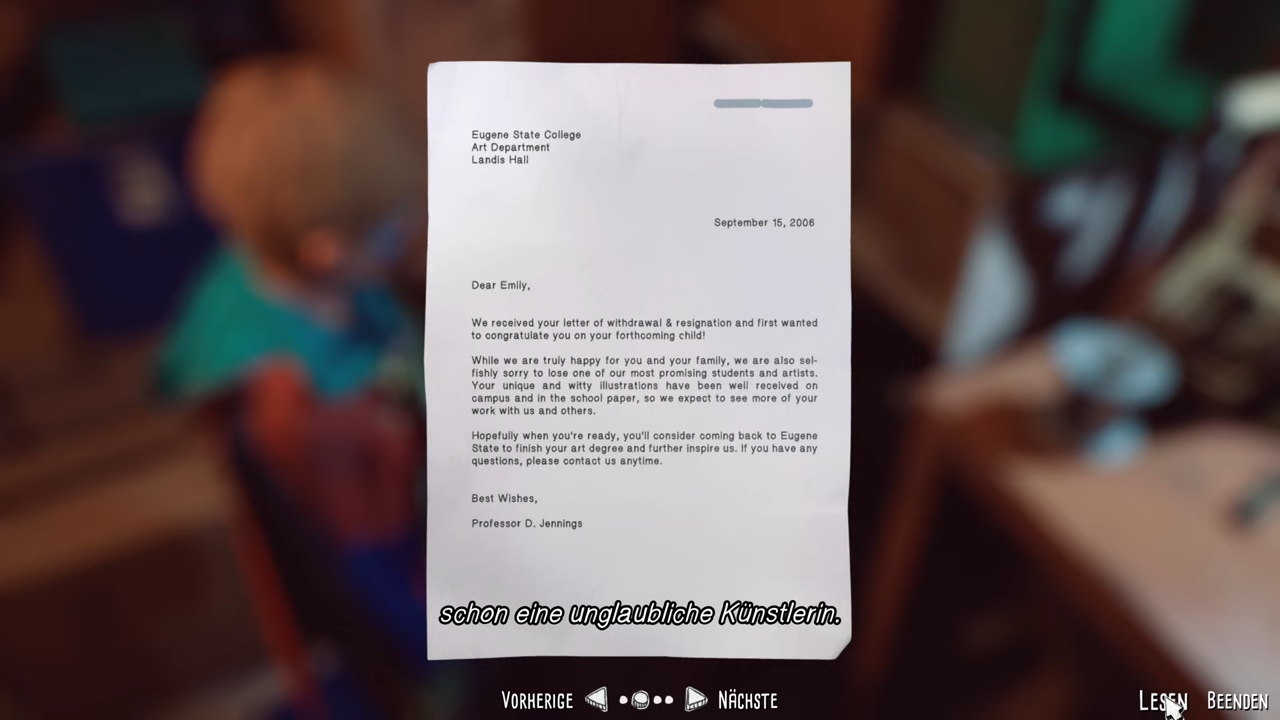 Eugene State College
Art Department
Landis Hall
September 15, 2006
Dear Emily,
We received your letter of withdrawal & resignation and first wanted
to congratulate you on your forthcoming child!
While we are truly happy for you and your family, we are also sel-
fishly sorry to lose one of our most promising students and artists.
Your unique and witty illustrations have been well received on
campus and in the school paper, so we expect to see more of your
work with us and others.
Hopefully when you're ready, you'll consider coming back to Eugene
State to finish your art degree and further inspire us. If you have any
questions, please contact us anytime.
Best Wishes,
Professor D. Jennings
schon eine unglaubliche Künstlerin.
VORHERIGE NÄCHSTE LESEN BEENDEN